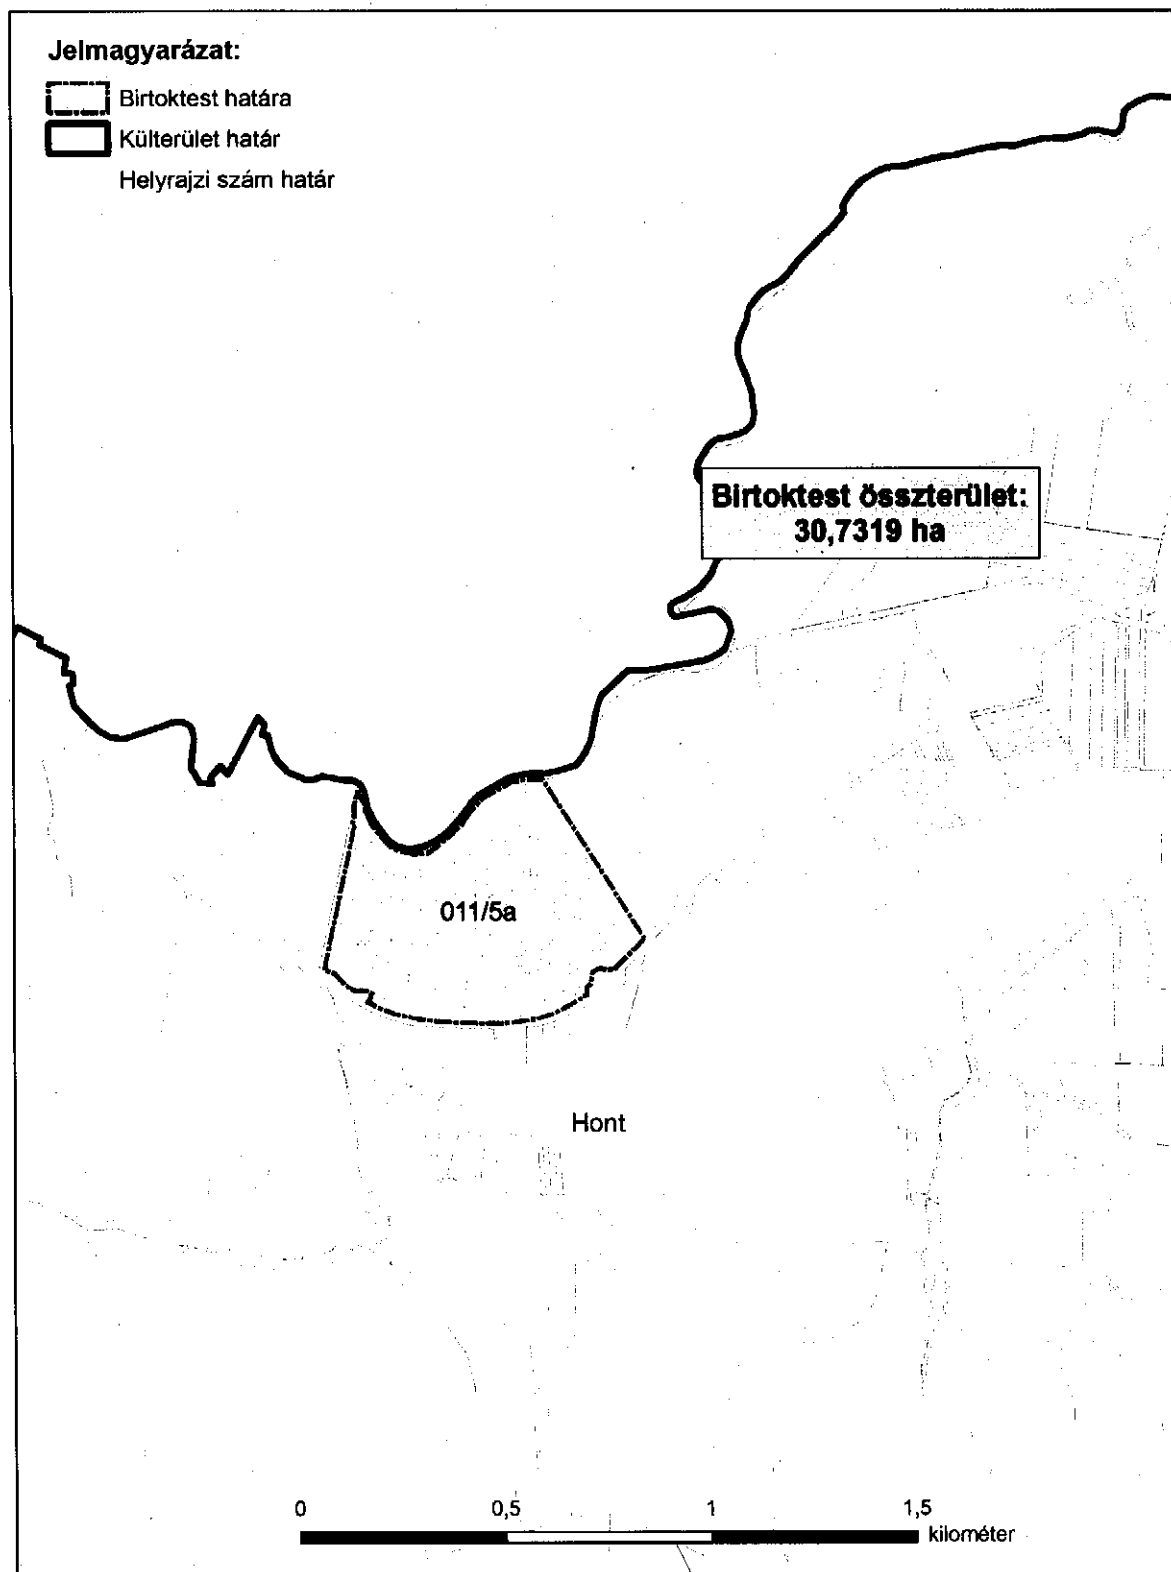 Jelmagyarázat:
Birtoktest határa
Külterület határ
Helyrajzi szám határ
Birtoktest összterület:
30,7319 ha
011/5a
Hont
0 0,5 1 1,5
kilométer